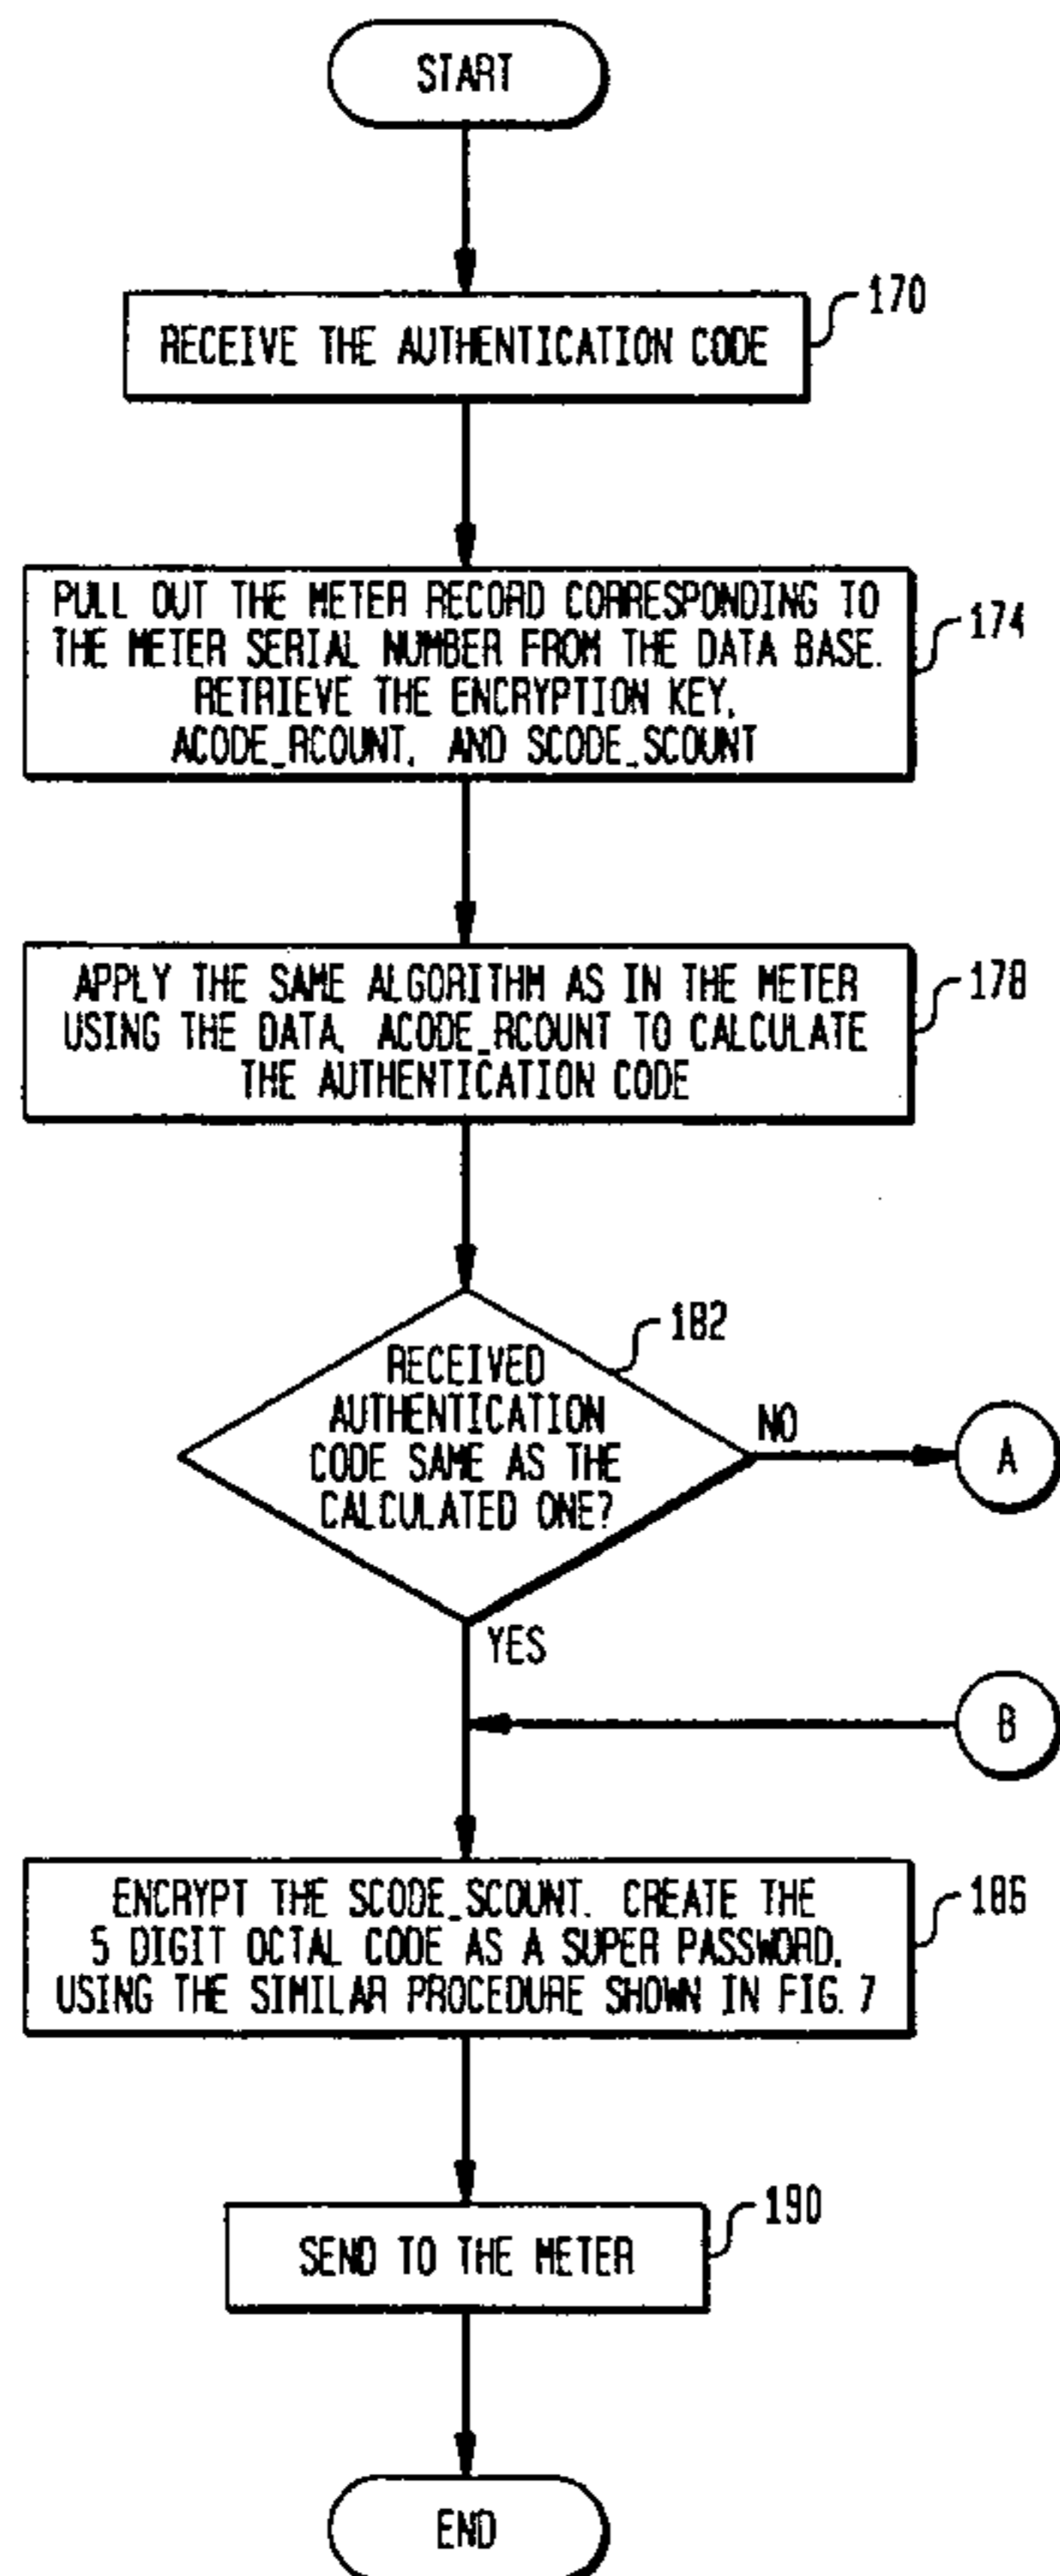 START
RECEIVE THE AUTHENTICATION CODE
170
PULL OUT THE METER RECORD CORRESPONDING TO
THE METER SERIAL NUMBER FROM THE DATA BASE.
RETRIEVE THE ENCRYPTION KEY,
ACODE_RCOUNT, AND SCODE_SCOUNT
174
APPLY THE SAME ALGORITHM AS IN THE METER
USING THE DATA, ACODE_RCOUNT TO CALCULATE
THE AUTHENTICATION CODE
178
RECEIVED
AUTHENTICATION
CODE SAME AS THE
CALCULATED ONE?
182
NO
A
YES
B
ENCRYPT THE SCODE_SCOUNT. CREATE THE
5 DIGIT OCTAL CODE AS A SUPER PASSWORD,
USING THE SIMILAR PROCEDURE SHOWN IN FIG. 7
186
SEND TO THE METER
190
END